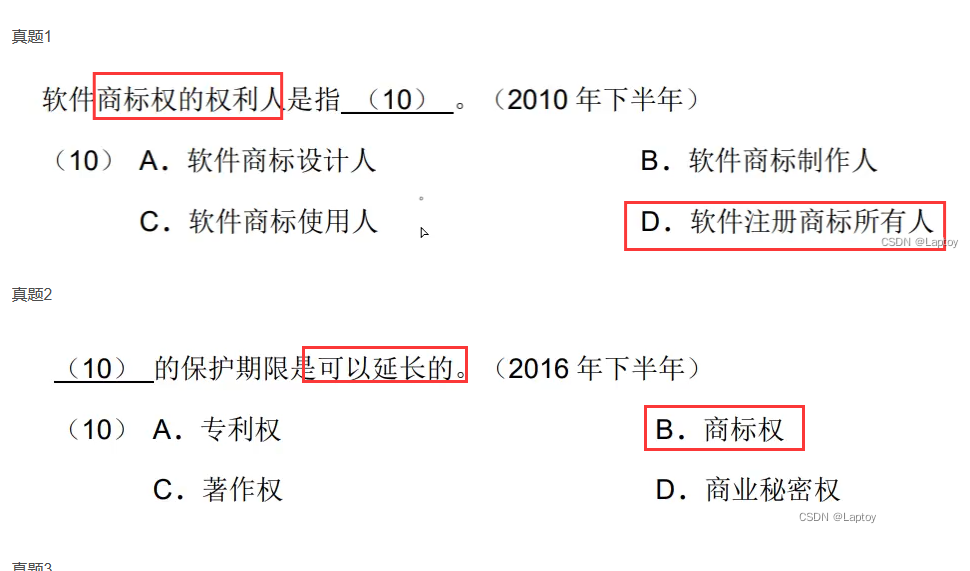 真题1
软件商标权的权利人是指 （10） 。（2010 年下半年）
（10） A．软件商标设计人 B．软件商标制作人
C．软件商标使用人 D．软件注册商标所有人
CSDN @Laptoy
真题2
（10） 的保护期限是可以延长的。（2016 年下半年）
（10） A．专利权 B．商标权
C．著作权 D．商业秘密权
CSDN @Laptoy
真题3